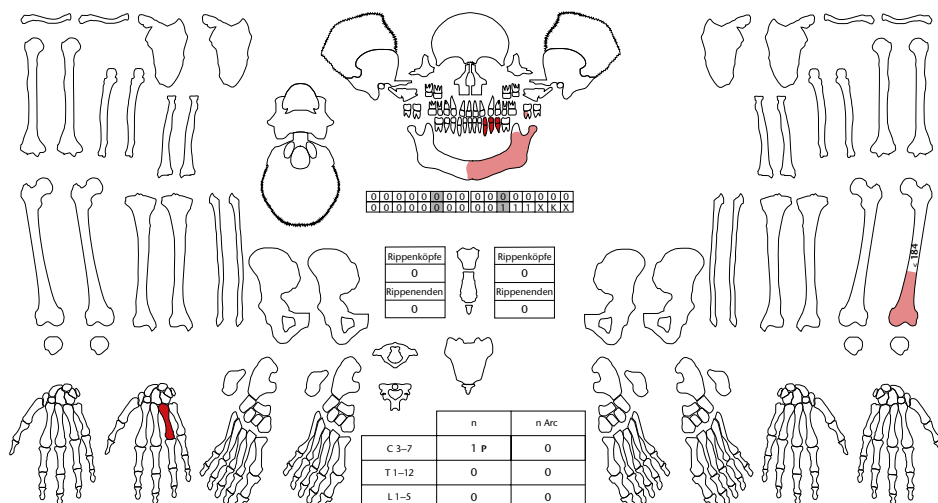 0 0 0 0 0 0 0 0 0 0 0 0 0 0 0 0
0 0 0 0 0 0 0 0 0 0 1 1 1 X K X
< 184
Rippenköpfe Rippenköpfe
0 0
Rippenenden Rippenenden
0 0
n n Arc
C 3–7 1 P 0
T 1–12 0 0
L 1–5 0 0